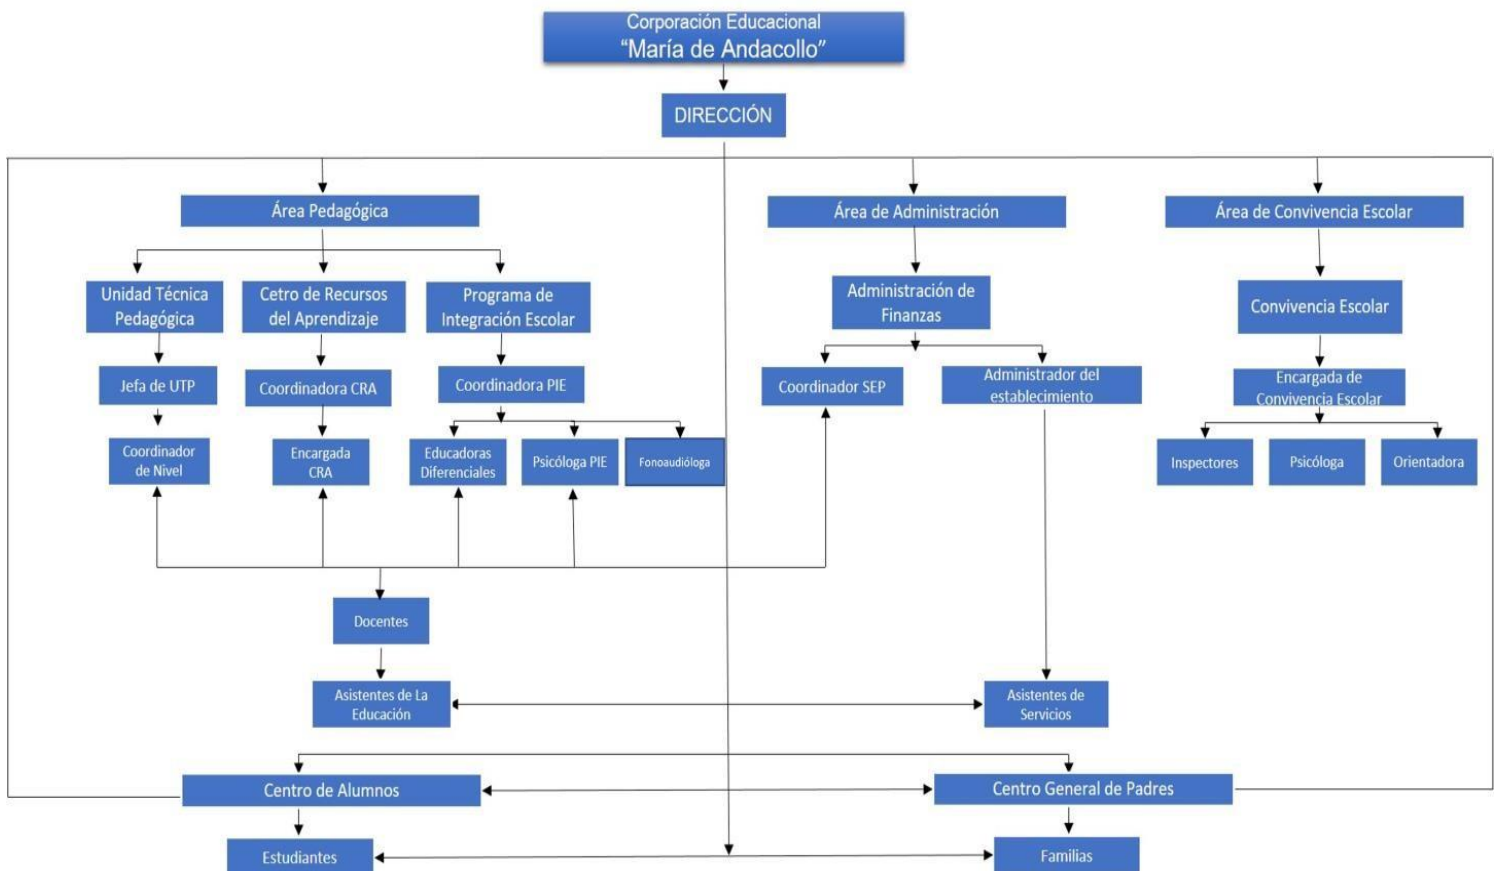 Corporación Educacional
“María de Andacollo”
DIRECCIÓN
Área Pedagógica
Área de Administración
Área de Convivencia Escolar
Unidad Técnica
Pedagógica
Cetro de Recursos
del Aprendizaje
Programa de
Integración Escolar
Administración de
Finanzas
Convivencia Escolar
Jefa de UTP
Coordinadora CRA
Coordinadora PIE
Coordinador SEP
Administrador del
establecimiento
Encargada de
Convivencia Escolar
Coordinador
de Nivel
Encargada
CRA
Educadoras
Diferenciales
Psicóloga PIE
Fonoaudióloga
Inspectores
Psicóloga
Orientadora
Docentes
Asistentes de La
Educación
Asistentes de
Servicios
Centro de Alumnos
Centro General de Padres
Estudiantes
Familias